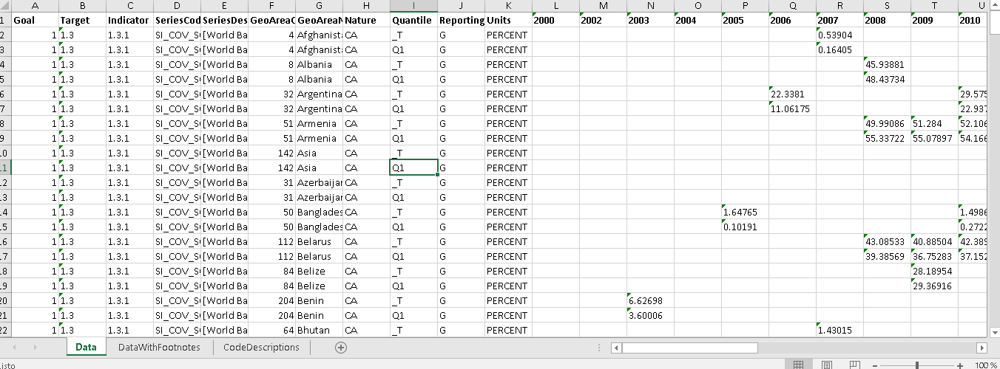 A B C D E F G H I J K L M N O P Q R S T U
1 Goal Target Indicator SeriesCod SeriesDes GeoAreaC GeoAreaN Nature Quantile Reporting Units 2000 2002 2003 2004 2005 2006 2007 2008 2009 2010
2 1 1.3 1.3.1 SI_COV_S [World Ba 4 Afghanist CA _T G PERCENT 0.53904
3 1 1.3 1.3.1 SI_COV_S [World Ba 4 Afghanist CA Q1 G PERCENT 0.16405
4 1 1.3 1.3.1 SI_COV_S [World Ba 8 Albania CA _T G PERCENT 45.93881
5 1 1.3 1.3.1 SI_COV_S [World Ba 8 Albania CA Q1 G PERCENT 48.43734
6 1 1.3 1.3.1 SI_COV_S [World Ba 32 Argentina CA _T G PERCENT 22.3381 29.575
7 1 1.3 1.3.1 SI_COV_S [World Ba 32 Argentina CA Q1 G PERCENT 11.06175 22.937
8 1 1.3 1.3.1 SI_COV_S [World Ba 51 Armenia CA _T G PERCENT 49.99086 51.284 52.106
9 1 1.3 1.3.1 SI_COV_S [World Ba 51 Armenia CA Q1 G PERCENT 55.33722 55.07897 54.166
10 1 1.3 1.3.1 SI_COV_S [World Ba 142 Asia CA _T G PERCENT
11 1 1.3 1.3.1 SI_COV_S [World Ba 142 Asia CA Q1 G PERCENT
12 1 1.3 1.3.1 SI_COV_S [World Ba 31 Azerbaijar CA _T G PERCENT
13 1 1.3 1.3.1 SI_COV_S [World Ba 31 Azerbaijar CA Q1 G PERCENT
14 1 1.3 1.3.1 SI_COV_S [World Ba 50 Banglades CA _T G PERCENT 1.64765 1.4986
15 1 1.3 1.3.1 SI_COV_S [World Ba 50 Banglades CA Q1 G PERCENT 0.10191 0.2722
16 1 1.3 1.3.1 SI_COV_S [World Ba 112 Belarus CA _T G PERCENT 43.08533 40.88504 42.389
17 1 1.3 1.3.1 SI_COV_S [World Ba 112 Belarus CA Q1 G PERCENT 39.38569 36.75283 37.152
18 1 1.3 1.3.1 SI_COV_S [World Ba 84 Belize CA _T G PERCENT 28.18954
19 1 1.3 1.3.1 SI_COV_S [World Ba 84 Belize CA Q1 G PERCENT 29.36916
20 1 1.3 1.3.1 SI_COV_S [World Ba 204 Benin CA _T G PERCENT 6.62698
21 1 1.3 1.3.1 SI_COV_S [World Ba 204 Benin CA Q1 G PERCENT 3.60006
22 1 1.3 1.3.1 SI_COV_S [World Ba 64 Bhutan CA _T G PERCENT 1.43015
Data DataWithFootnotes CodeDescriptions
Listo 100 %